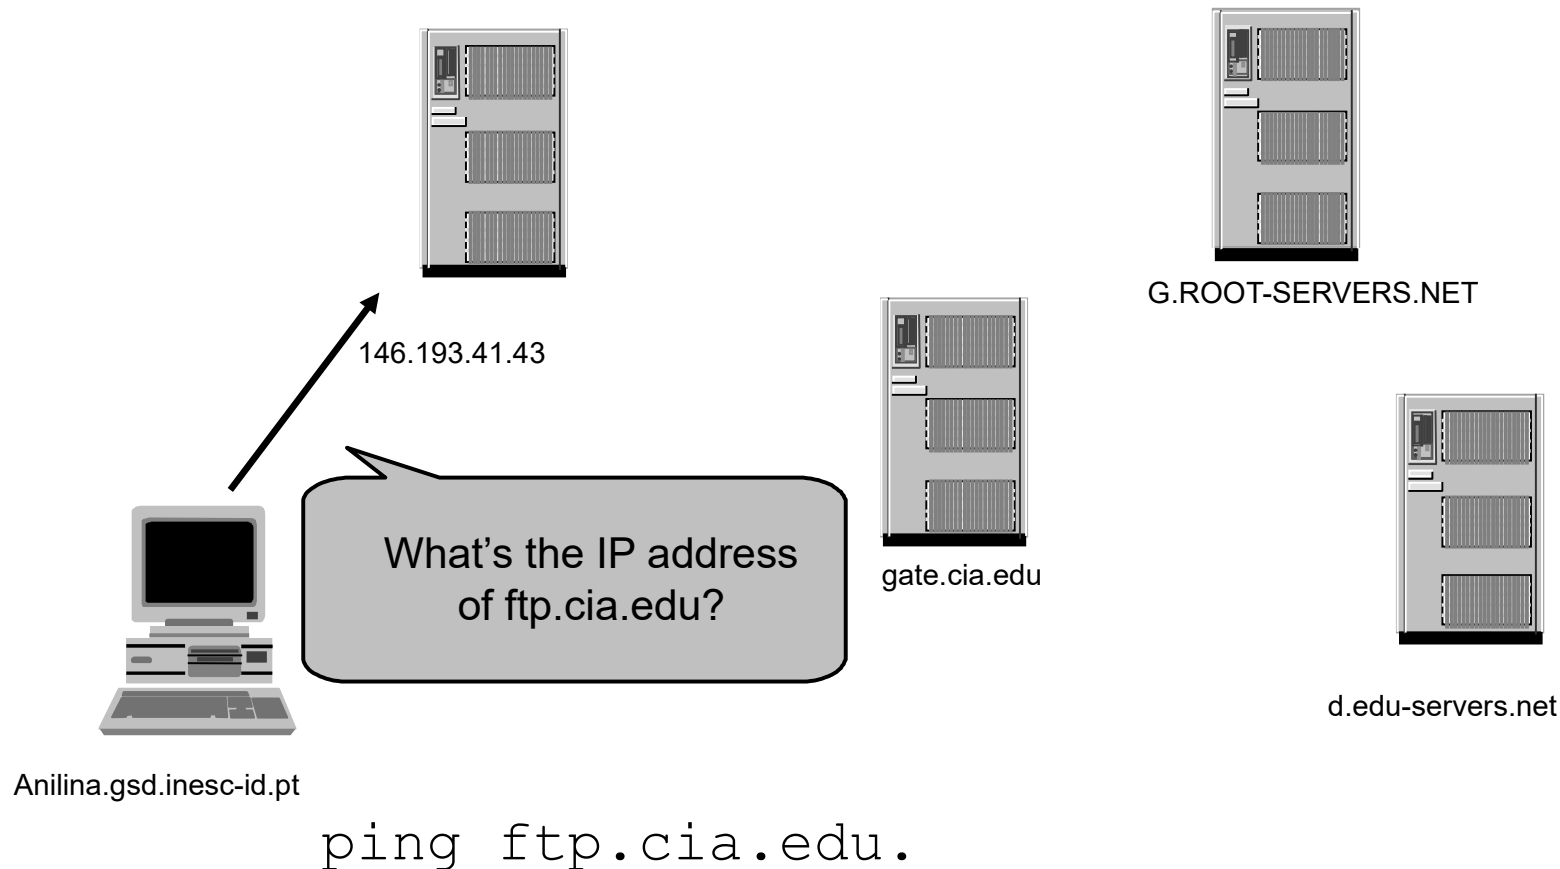 G.ROOT-SERVERS.NET
146.193.41.43
What’s the IP address
of ftp.cia.edu?
gate.cia.edu
d.edu-servers.net
Anilina.gsd.inesc-id.pt
ping ftp.cia.edu.